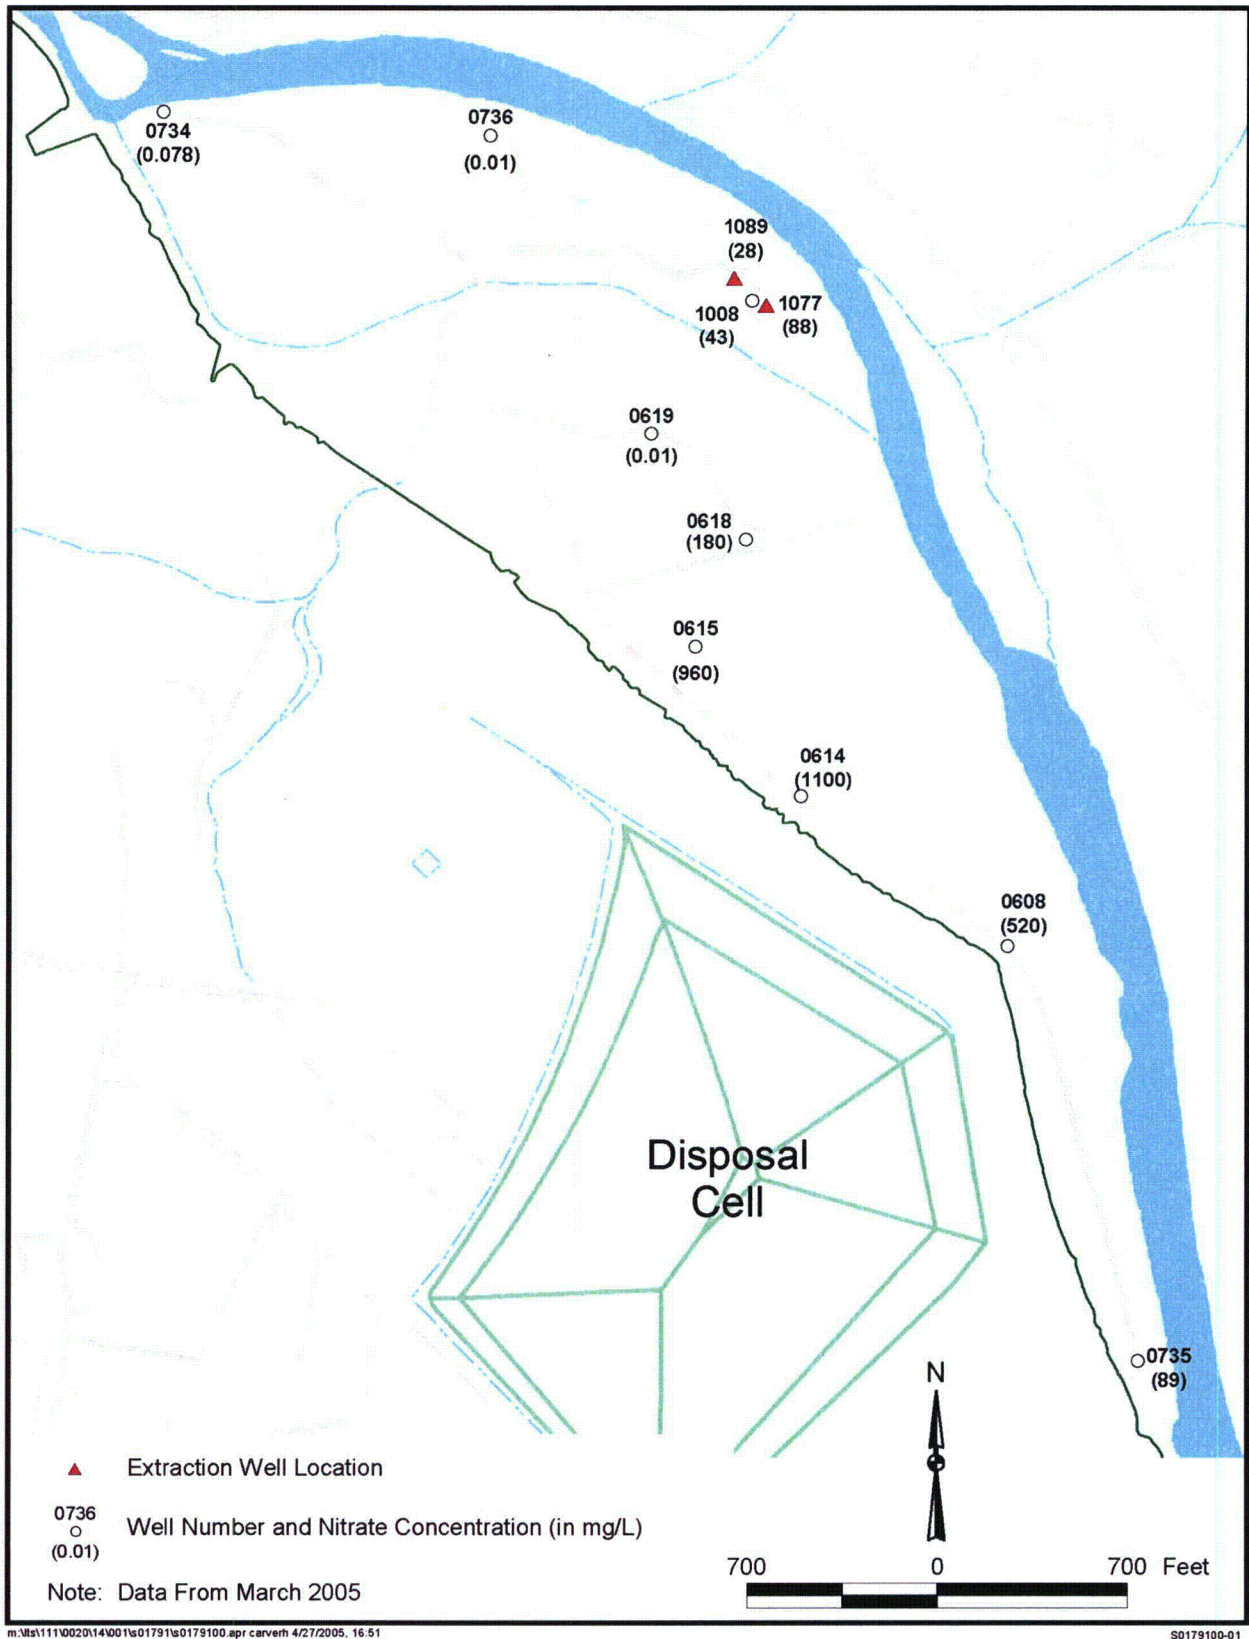 0734
(0.078)
0736
(0.01)
1089
(28)
1077
(88)
1008
(43)
0619
(0.01)
0618
(180)
0615
(960)
0614
(1100)
0608
(520)
Disposal
Cell
0735
(89)
N
Extraction Well Location
0736
(0.01)
Well Number and Nitrate Concentration (in mg/L)
Note: Data From March 2005
700 0 700 Feet
m:\lts\111\0020\14\001\s01791\s0179100.apr carverh 4/27/2005, 16:51
S0179100-01